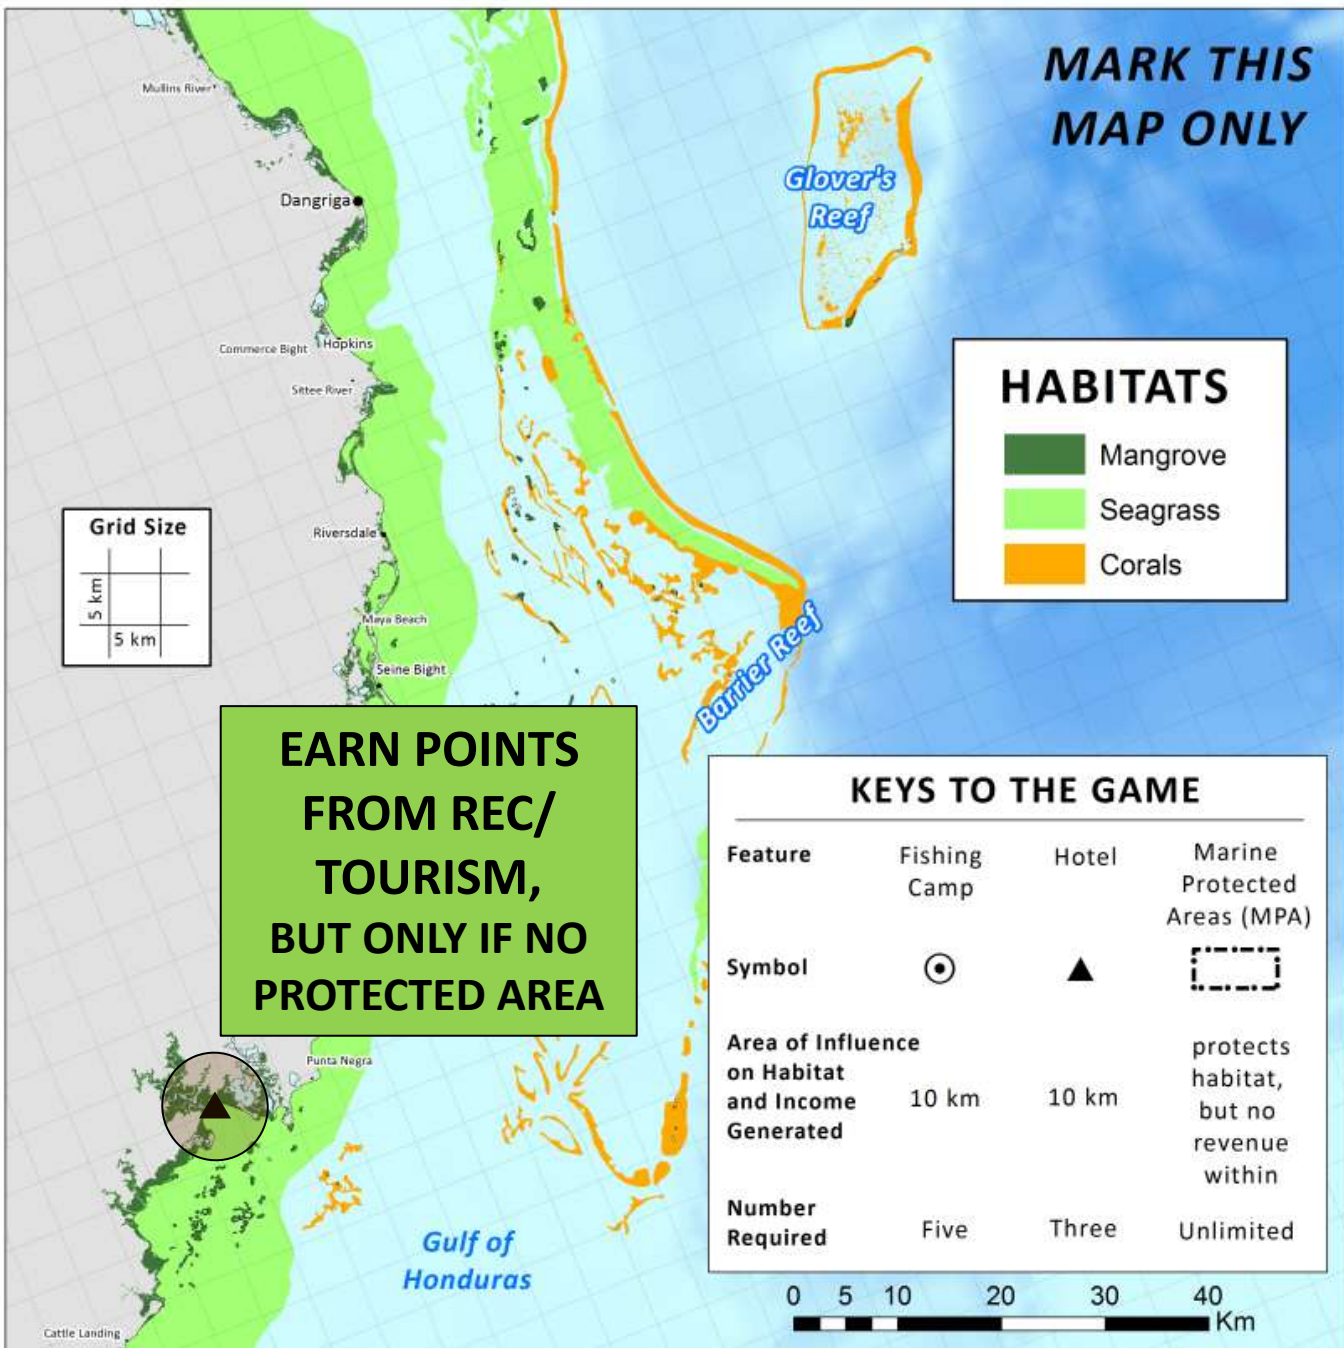 MARK THIS
MAP ONLY
Mullins River
Dangriga
Glover's
Reef
Commerce Bight
Hopkins
Sittee River
HABITATS
Mangrove
Seagrass
Corals
Grid Size
5 km
5 km
Riversdale
Maya Beach
Seine Bight
Barrier Reef
EARN POINTS
FROM REC/
TOURISM,
BUT ONLY IF NO
PROTECTED AREA
KEYS TO THE GAME
Feature
Fishing
Camp
Hotel
Marine
Protected
Areas (MPA)
Symbol
Area of Influence
on Habitat
and Income
Generated
10 km
10 km
protects
habitat,
but no
revenue
within
Number
Required
Five
Three
Unlimited
Punta Negra
Gulf of
Honduras
Cattle Landing
0 5 10 20 30 40
Km